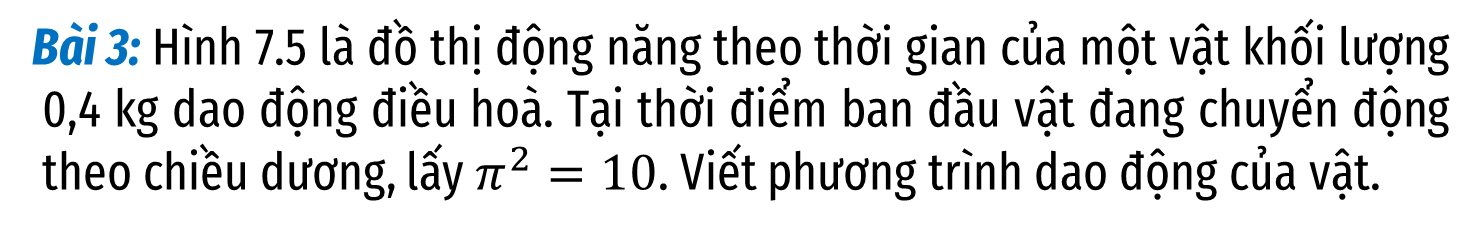 Bài 3: Hình 7.5 là đồ thị động năng theo thời gian của một vật khối lượng
0,4 kg dao động điều hoà. Tại thời điểm ban đầu vật đang chuyển động
theo chiều dương, lấy π² = 10. Viết phương trình dao động của vật.